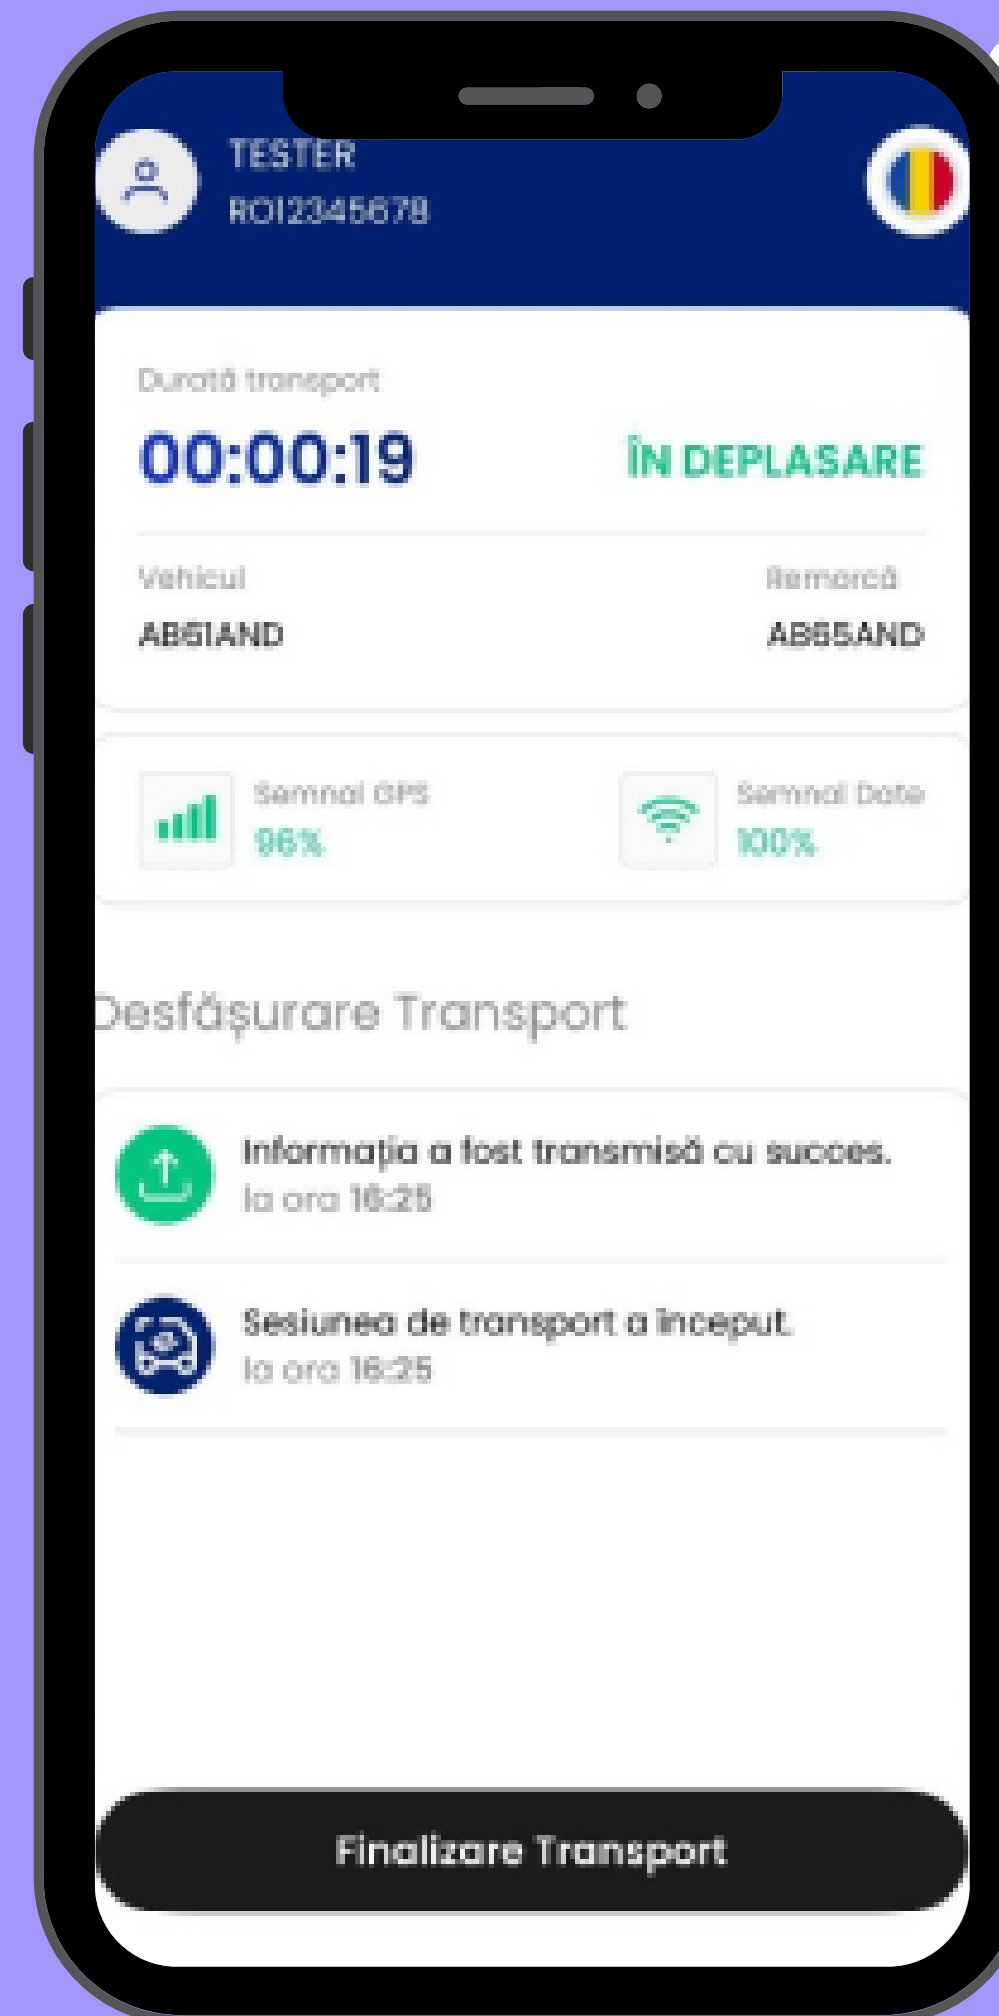 TESTER
RO12345678
Durată transport
00:00:19
ÎN DEPLASARE
Vehicul
Remorcă
AB61AND
AB65AND
Semnal GPS
Semnal Date
96%
100%
Desfășurare Transport
Informația a fost transmisă cu succes.
la ora 16:25
Sesiunea de transport a început.
la ora 16:25
Finalizare Transport